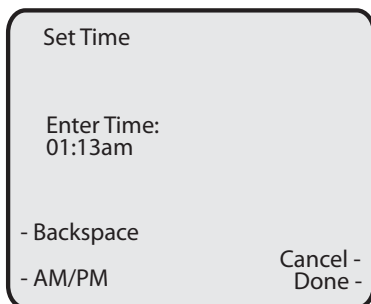 Set Time
Enter Time:
01:13am
- Backspace
Cancel -
- AM/PM
Done -